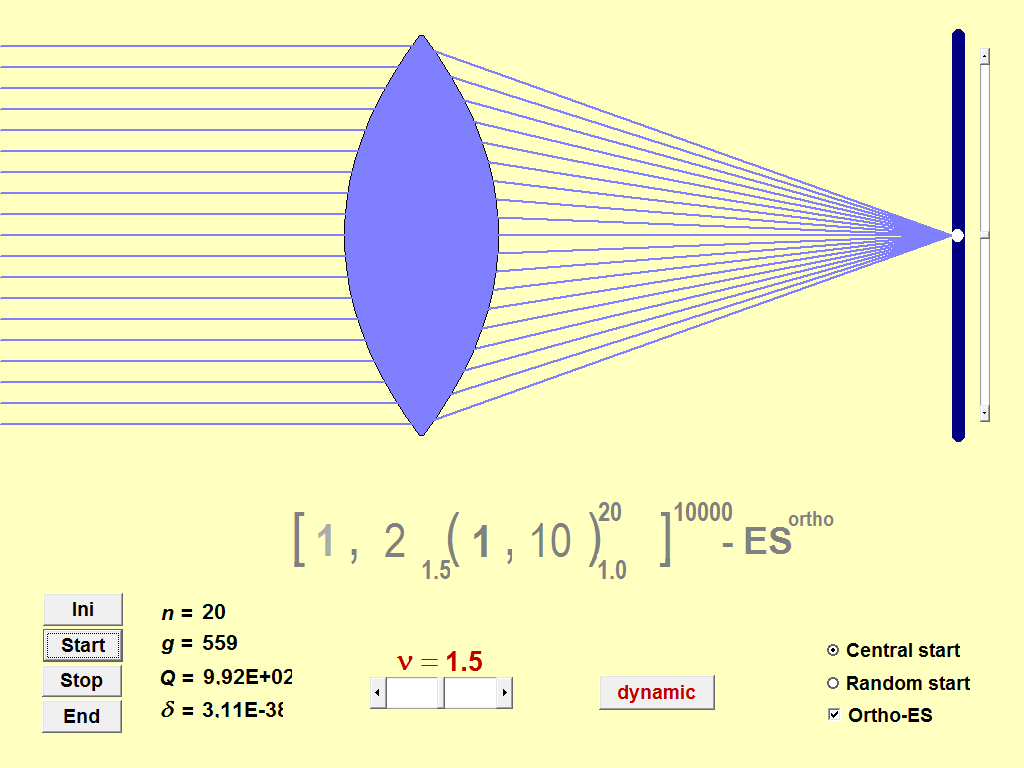 [ 1 , 2 1.5 ( 1 , 10 ) 20 1.0 ] 10000 - ES ortho
Ini
n = 20
Start
g = 559
Stop
Q = 9.92E+02
End
δ = 3.11E-38
ν = 1.5
dynamic
Central start
Random start
Ortho-ES